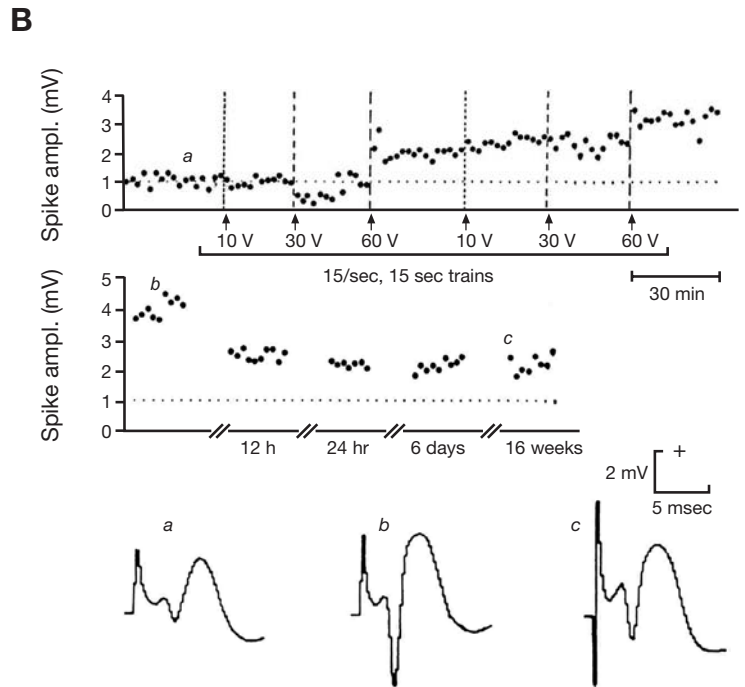 B
Spike ampl. (mV)
4
3
2
1
0
a
10 V 30 V 60 V 10 V 30 V 60 V
15/sec, 15 sec trains
30 min
Spike ampl. (mV)
5
4
3
2
1
0
b
c
12 h 24 hr 6 days 16 weeks
+
2 mV
5 msec
a b c